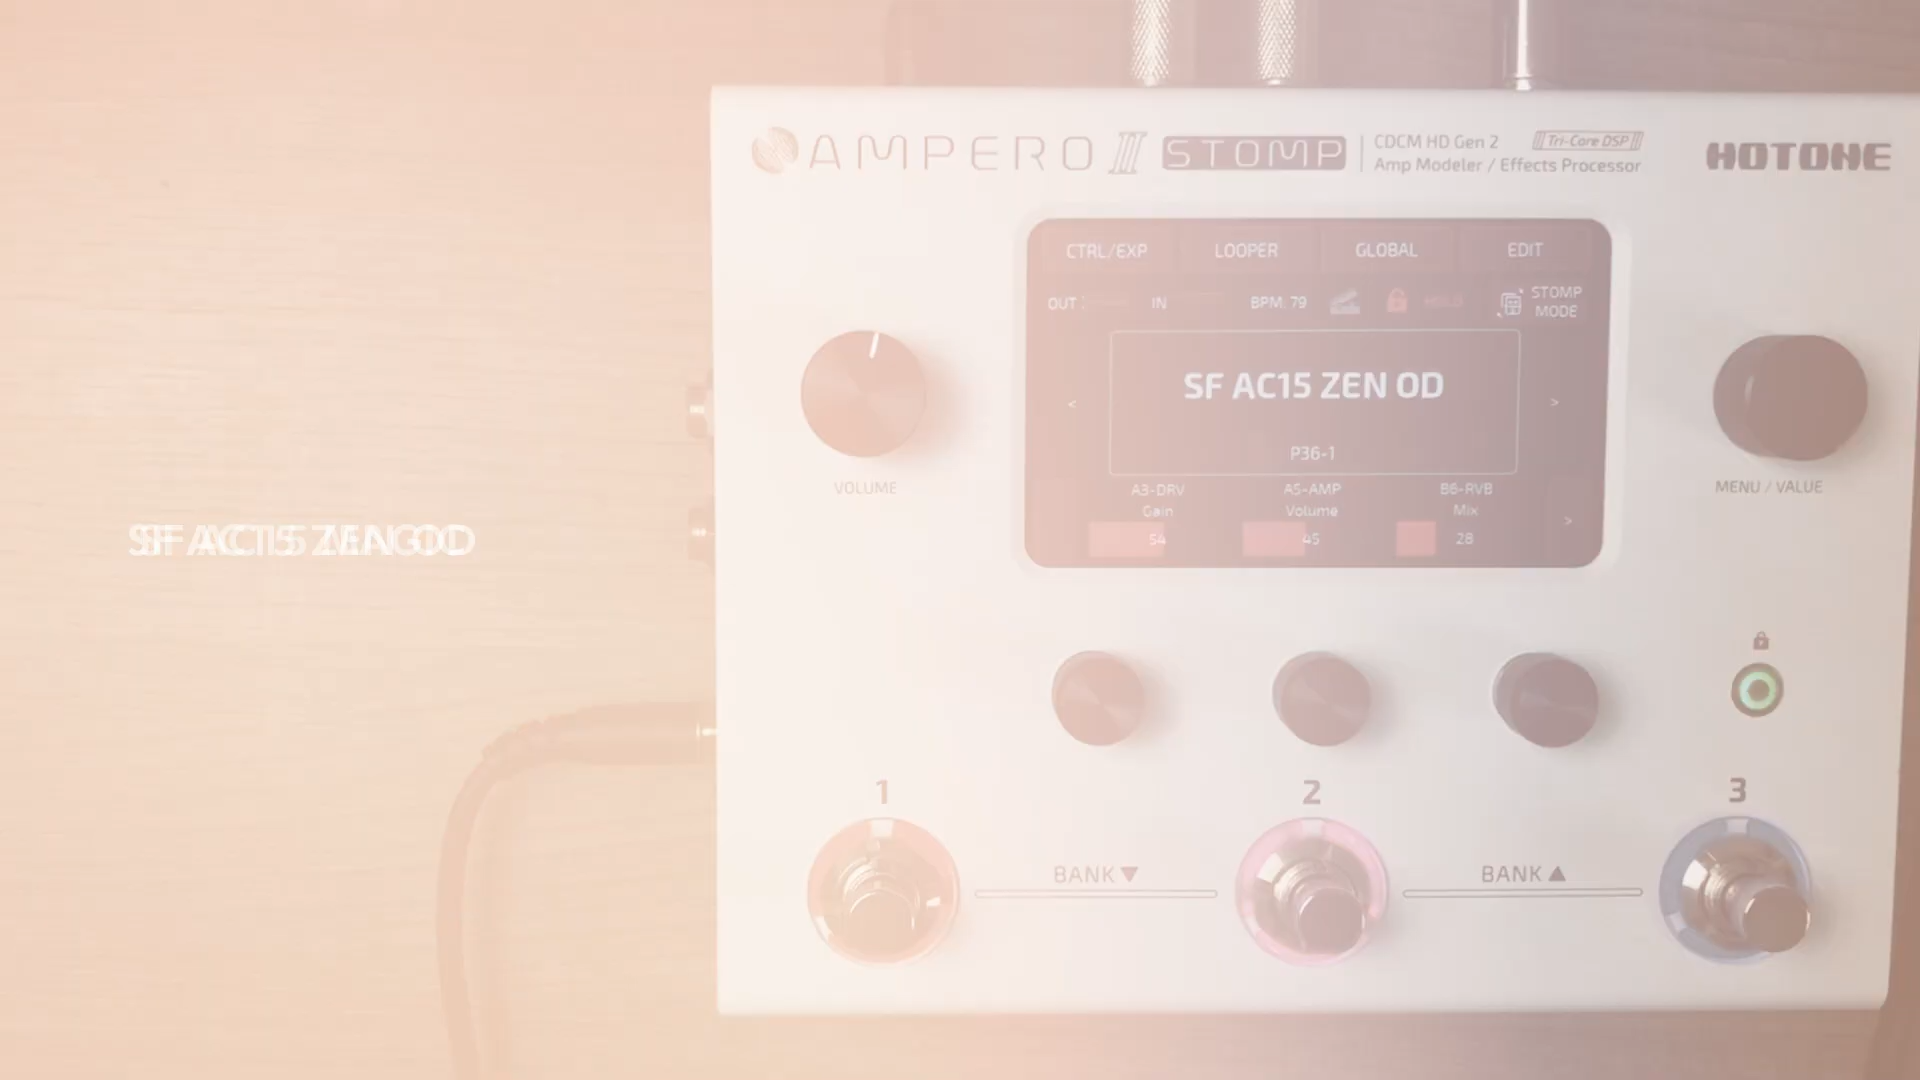 AMPERO II STOMP
CDCM HD Gen 2
Tri-Core DSP
Amp Modeler / Effects Processor
HOTONE
CTRL/EXP LOOPER GLOBAL EDIT
OUT IN BPM: 79 HOLD STOMP MODE
< SF AC15 ZEN OD >
P36-1
A3-DRV A5-AMP B6-RVB
Gain Volume Mix >
54 45 28
VOLUME
MENU / VALUE
SF AC15 ZEN OD
1 2 3
BANK ▼ BANK ▲